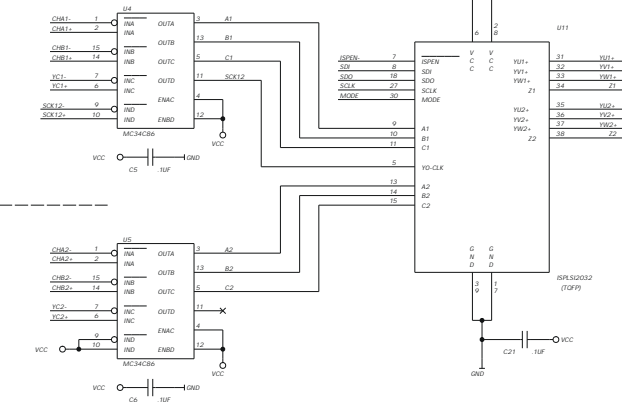 U4
CHA1- 1 INA OUTA 3 A1
CHA1+ 2 INA
OUTB 13 B1
CHB1- 15 INB
CHB1+ 14 INB OUTC 5 C1
YC1- 7 INC OUTD 11 SCK12
YC1+ 6 INC
ENAC 4
SCK12- 9 IND
SCK12+ 10 IND ENBD 12
MC34C86
VCC
VCC GND
C5 .1UF
U5
CHA2- 1 INA OUTA 3 A2
CHA2+ 2 INA
OUTB 13 B2
CHB2- 15 INB
CHB2+ 14 INB OUTC 5 C2
YC2- 7 INC OUTD 11
YC2+ 6 INC
ENAC 4
9 IND
VCC 10 IND ENBD 12
MC34C86
VCC
VCC GND
C6 .1UF
U11
6 28
VCC VCC
ISPEN- 7 ISPEN
SDI 8 SDI
SDO 18 SDO
SCLK 27 SCLK
MODE 30 MODE
9 A1
10 B1
11 C1
5 YO-CLK
13 A2
14 B2
15 C2
YU1+ 31 YU1+
YV1+ 32 YV1+
YW1+ 33 YW1+
Z1 34 Z1
YU2+ 35 YU2+
YV2+ 36 YV2+
YW2+ 37 YW2+
Z2 38 Z2
GND GND
39 17
ISPLSI2032
(TQFP)
VCC
C21 .1UF
GND